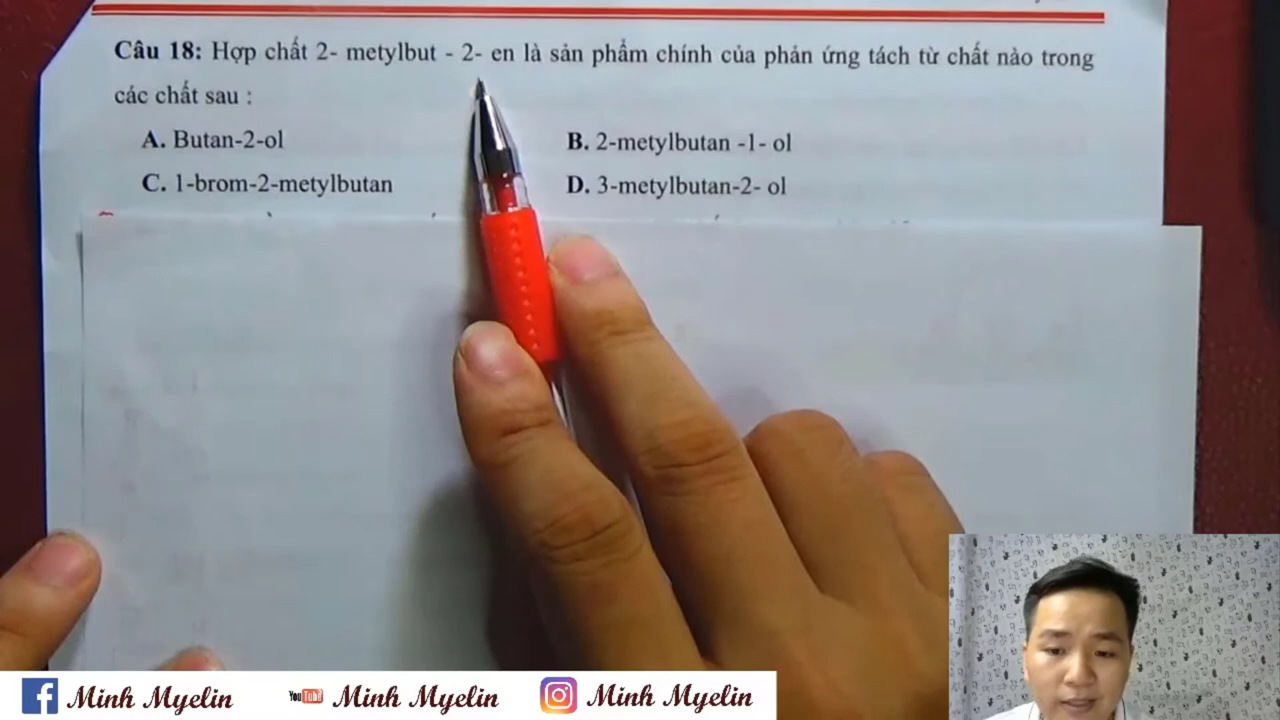 Câu 18: Hợp chất 2- metylbut - 2- en là sản phẩm chính của phản ứng tách từ chất nào trong
các chất sau :
A. Butan-2-ol
B. 2-metylbutan -1- ol
C. 1-brom-2-metylbutan
D. 3-metylbutan-2- ol
Minh Myelin
YouTube Minh Myelin
Minh Myelin